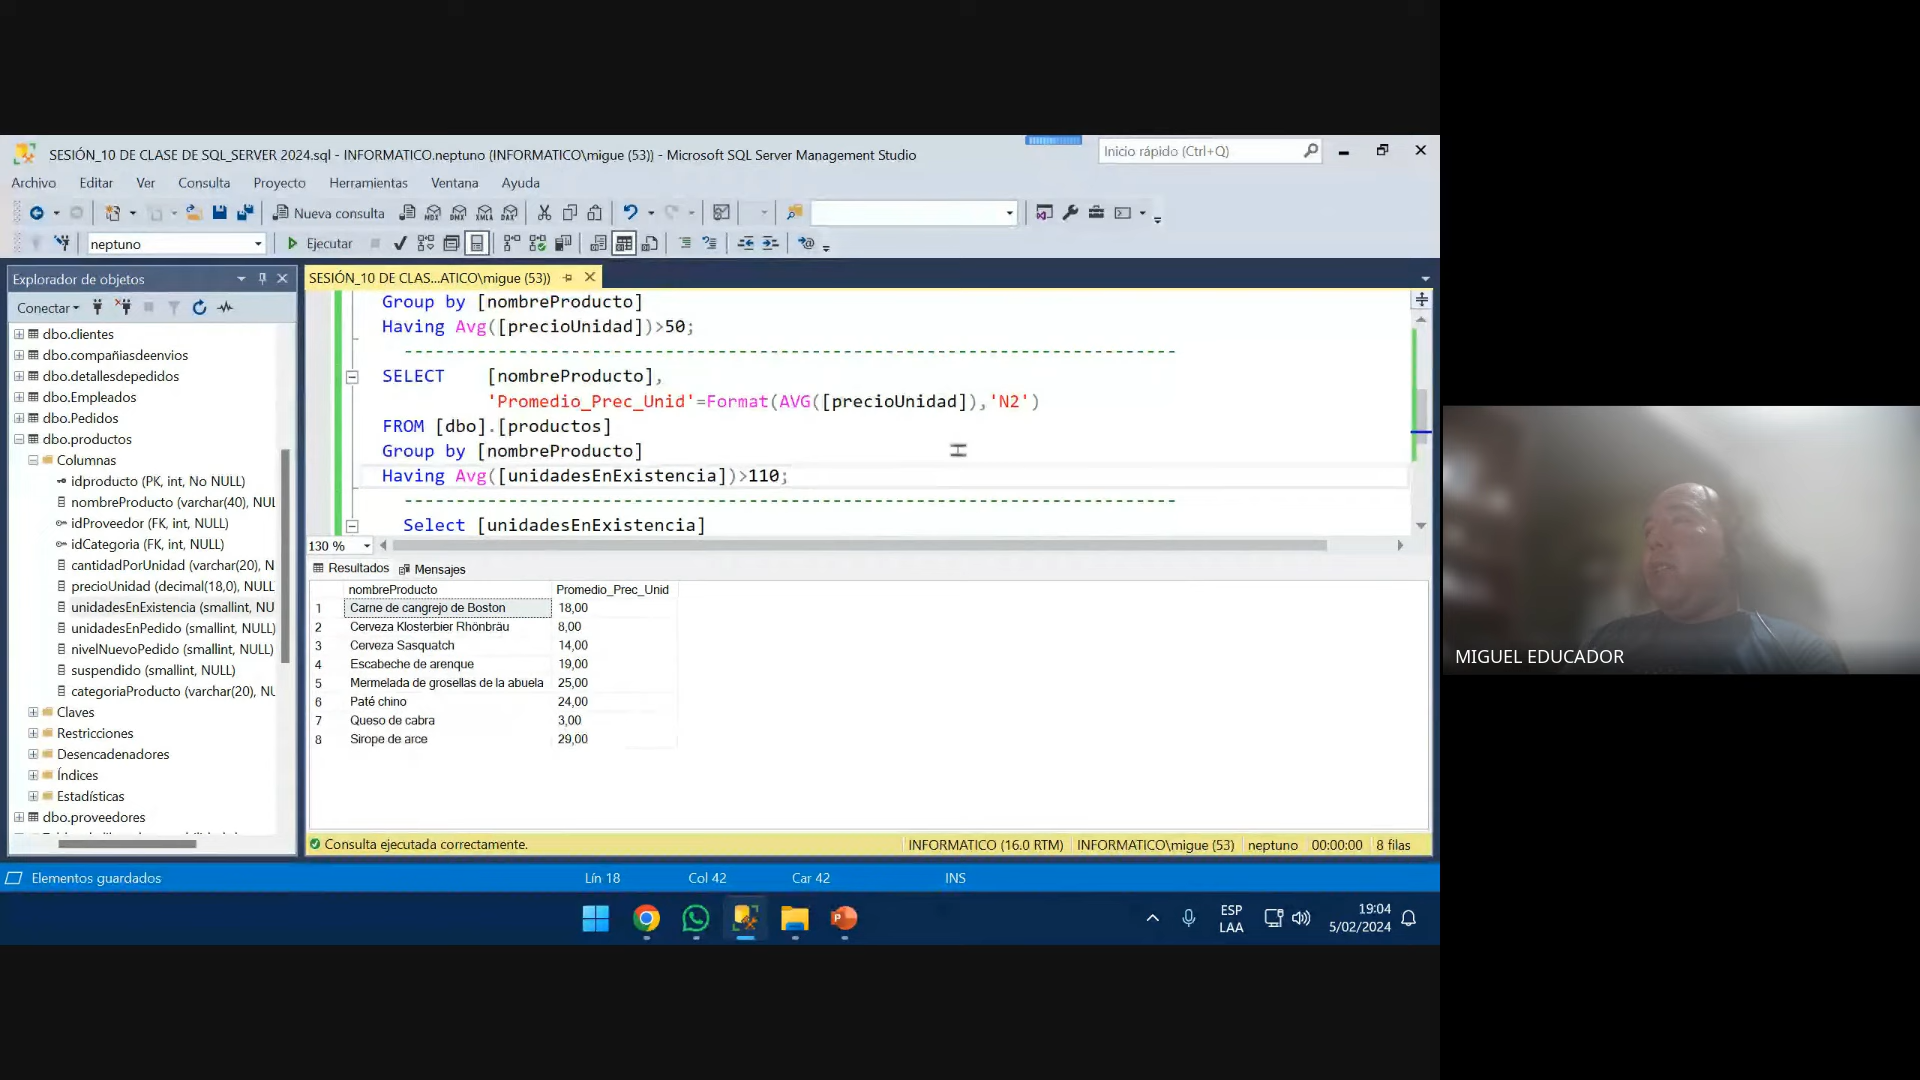 SESIÓN_10 DE CLASE DE SQL_SERVER 2024.sql - INFORMATICO.neptuno (INFORMATICO\migue (53)) - Microsoft SQL Server Management Studio
Inicio rápido (Ctrl+Q)
Archivo Editar Ver Consulta Proyecto Herramientas Ventana Ayuda
Nueva consulta
neptuno
Ejecutar
Explorador de objetos
Conectar
dbo.clientes
dbo.compañiasdeenvios
dbo.detallesdepedidos
dbo.Empleados
dbo.Pedidos
dbo.productos
Columnas
idproducto (PK, int, No NULL)
nombreProducto (varchar(40), NUL
idProveedor (FK, int, NULL)
idCategoria (FK, int, NULL)
cantidadPorUnidad (varchar(20), N
precioUnidad (decimal(18,0), NULL
unidadesEnExistencia (smallint, NU
unidadesEnPedido (smallint, NULL)
nivelNuevoPedido (smallint, NULL)
suspendido (smallint, NULL)
categoriaProducto (varchar(20), NU
Claves
Restricciones
Desencadenadores
Índices
Estadísticas
dbo.proveedores
SESIÓN_10 DE CLAS...ATICO\migue (53))
Group by [nombreProducto]
Having Avg([precioUnidad])>50;
--------------------------------------------------------------------------
SELECT [nombreProducto],
'Promedio_Prec_Unid'=Format(AVG([precioUnidad]),'N2')
FROM [dbo].[productos]
Group by [nombreProducto]
Having Avg([unidadesEnExistencia])>110;
--------------------------------------------------------------------------
Select [unidadesEnExistencia]
130 %
Resultados Mensajes
nombreProducto Promedio_Prec_Unid
1 Carne de cangrejo de Boston 18,00
2 Cerveza Klosterbier Rhönbräu 8,00
3 Cerveza Sasquatch 14,00
4 Escabeche de arenque 19,00
5 Mermelada de grosellas de la abuela 25,00
6 Paté chino 24,00
7 Queso de cabra 3,00
8 Sirope de arce 29,00
Consulta ejecutada correctamente. INFORMATICO (16.0 RTM) INFORMATICO\migue (53) neptuno 00:00:00 8 filas
Elementos guardados Lín 18 Col 42 Car 42 INS
ESP
LAA
19:04
5/02/2024
MIGUEL EDUCADOR